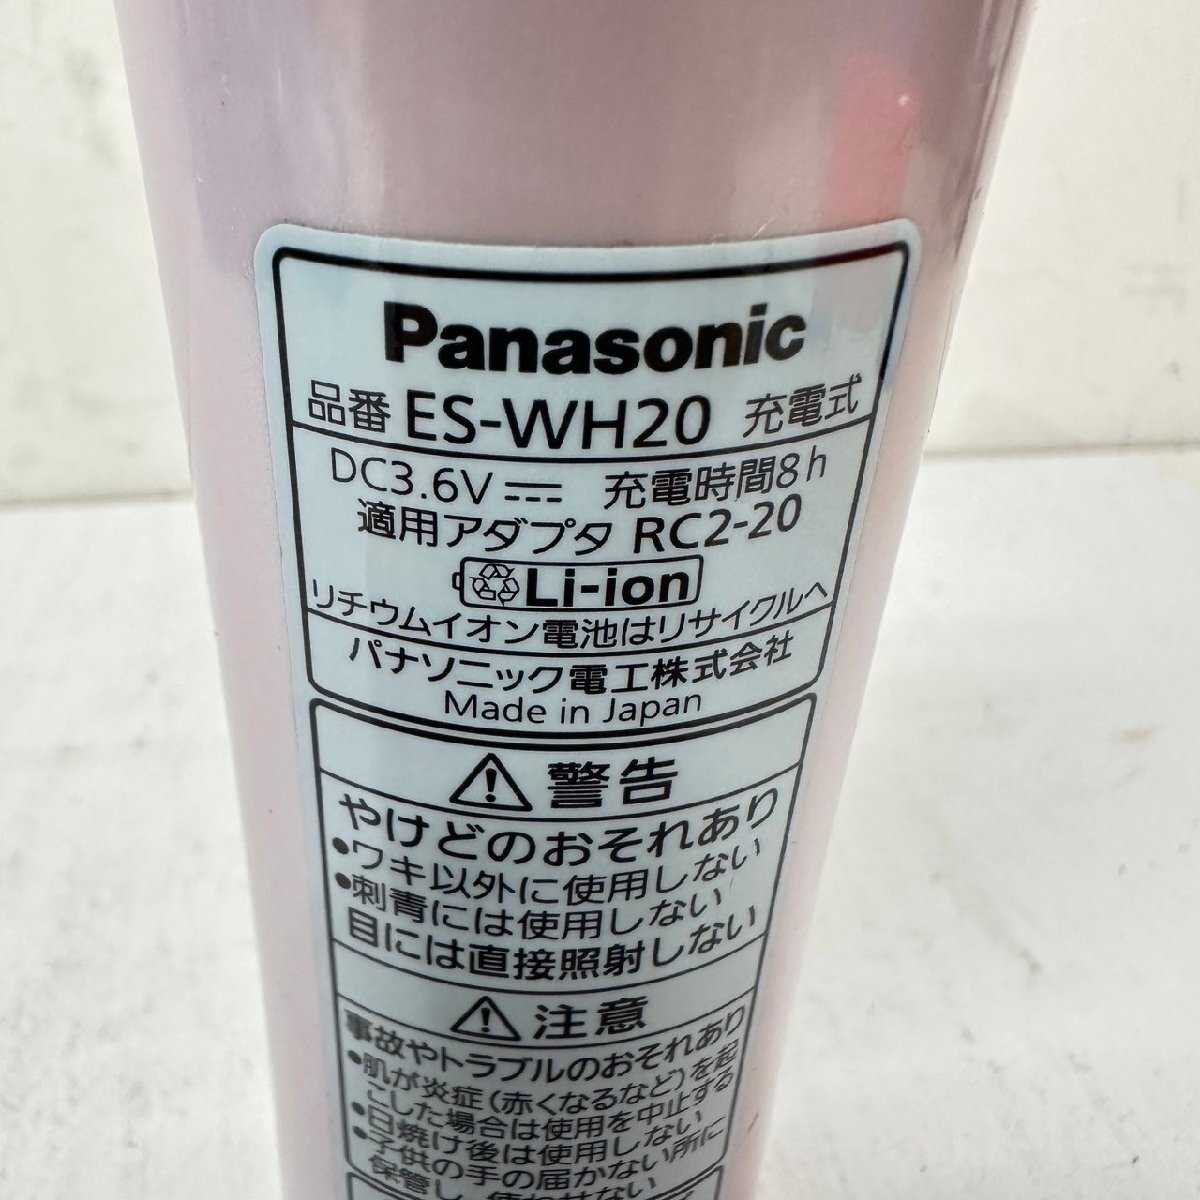 Panasonic
品番 ES-WH20 充電式
DC3.6V 充電時間8h
適用アダプタ RC2-20
Li-ion
リチウムイオン電池はリサイクルへ
パナソニック電工株式会社
Made in Japan
警告
やけどのおそれあり
•ワキ以外に使用しない
•刺青には使用しない
目には直接照射しない
注意
事故やトラブルのおそれあり
•肌が炎症(赤くなるなど)を起
こした場合は使用を中止する
•日焼け後は使用しない
•子供の手の届かない所に
保管し、使わせない